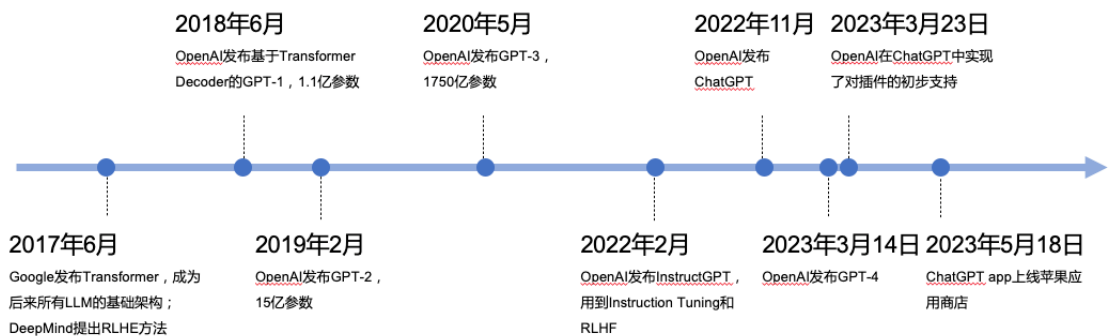 2018年6月
OpenAI发布基于Transformer
Decoder的GPT-1，1.1亿参数
2020年5月
OpenAI发布GPT-3，
1750亿参数
2022年11月
OpenAI发布
ChatGPT
2023年3月23日
OpenAI在ChatGPT中实现
了对插件的初步支持
2017年6月
Google发布Transformer，成为
后来所有LLM的基础架构；
DeepMind提出RLHE方法
2019年2月
OpenAI发布GPT-2，
15亿参数
2022年2月
OpenAI发布InstructGPT，
用到Instruction Tuning和
RLHF
2023年3月14日
OpenAI发布GPT-4
2023年5月18日
ChatGPT app上线苹果应
用商店